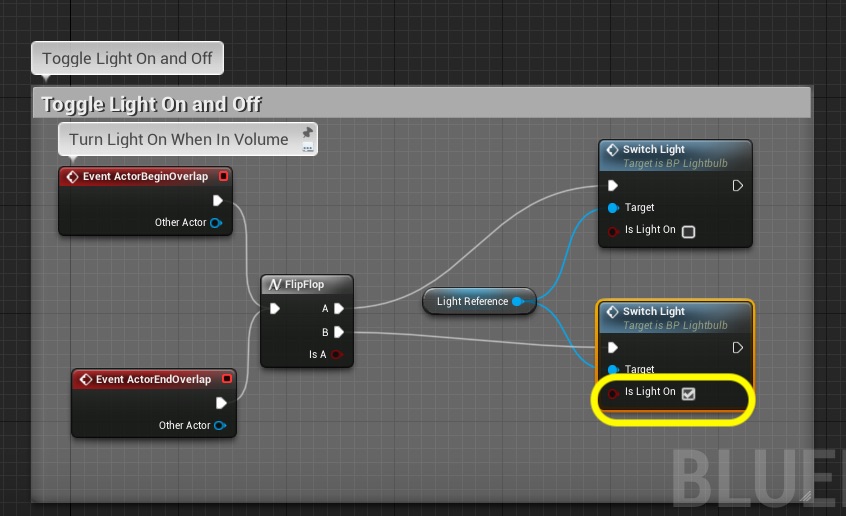 Toggle Light On and Off
Toggle Light On and Off
Turn Light On When In Volume
Event ActorBeginOverlap
Other Actor
FlipFlop
A
B
Is A
Event ActorEndOverlap
Other Actor
Light Reference
Switch Light
Target is BP Lightbulb
Target
Is Light On
Switch Light
Target is BP Lightbulb
Target
Is Light On